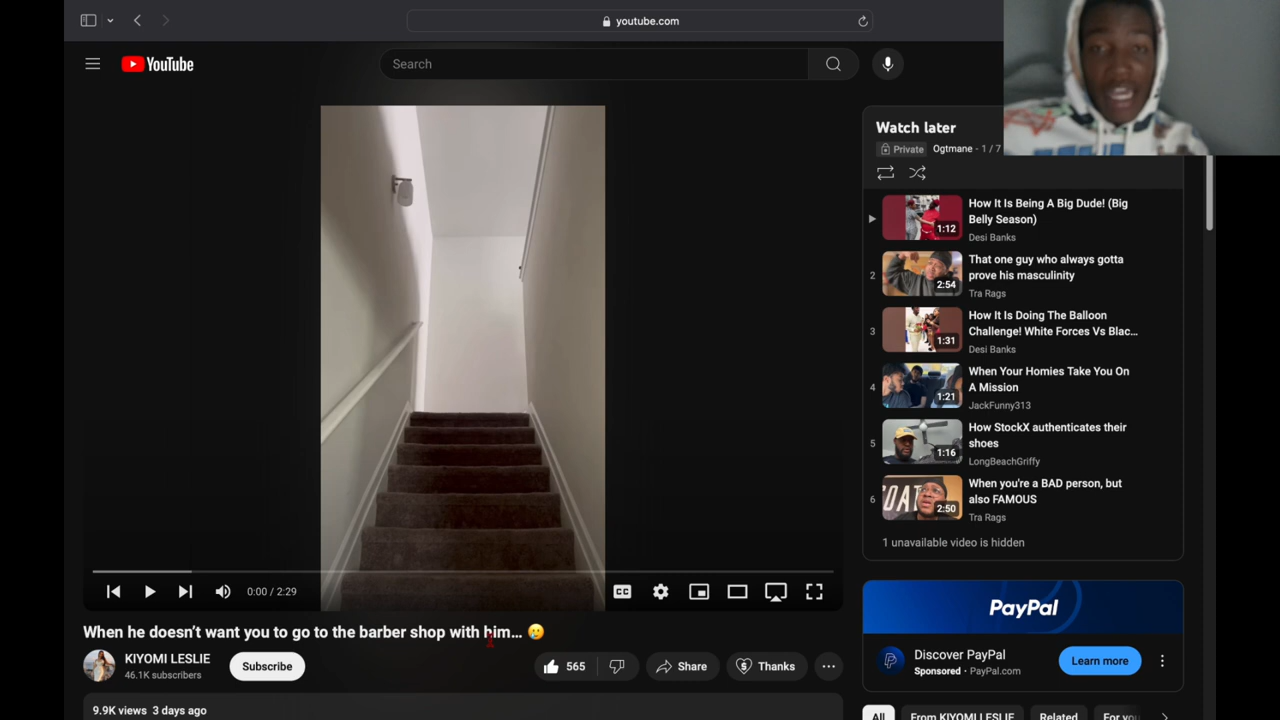 youtube.com
YouTube
Search
Watch later
Private
Ogtmane - 1 / 7
How It Is Being A Big Dude! (Big
Belly Season)
Desi Banks
1:12
2
That one guy who always gotta
prove his masculinity
Tra Rags
2:54
3
How It Is Doing The Balloon
Challenge! White Forces Vs Blac...
Desi Banks
1:31
4
When Your Homies Take You On
A Mission
JackFunny313
1:21
5
How StockX authenticates their
shoes
LongBeachGriffy
1:16
6
When you're a BAD person, but
also FAMOUS
Tra Rags
2:50
1 unavailable video is hidden
0:00 / 2:29
CC
When he doesn’t want you to go to the barber shop with him...
KIYOMI LESLIE
46.1K subscribers
Subscribe
565
Share
Thanks
9.9K views 3 days ago
PayPal
Discover PayPal
Sponsored · PayPal.com
Learn more
All
From KIYOMI LESLIE
Related
For you